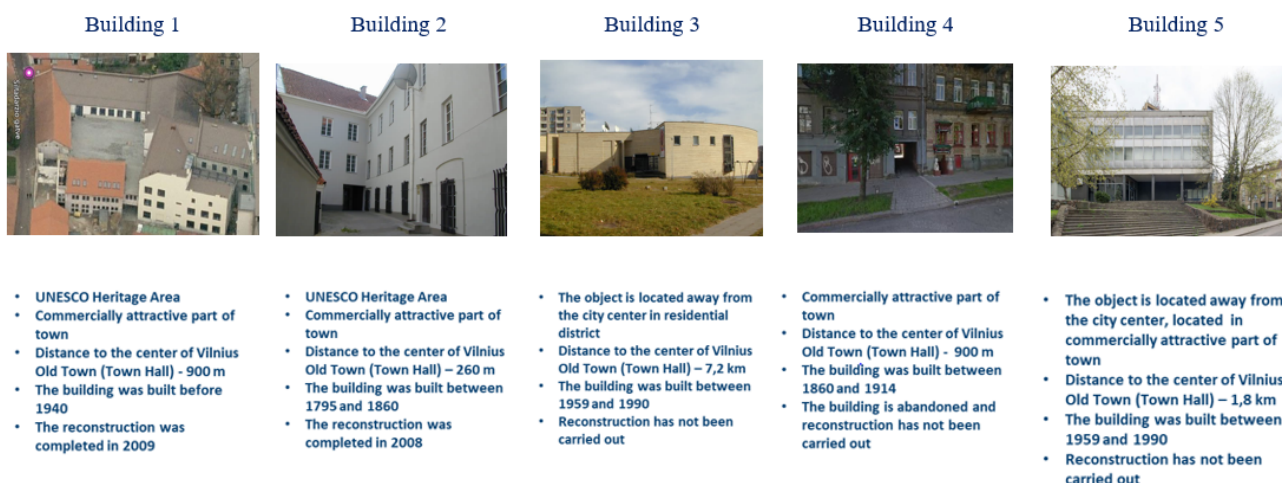 Building 1
Building 2
Building 3
Building 4
Building 5
• UNESCO Heritage Area
• Commercially attractive part of
town
• Distance to the center of Vilnius
Old Town (Town Hall) - 900 m
• The building was built before
1940
• The reconstruction was
completed in 2009
• UNESCO Heritage Area
• Commercially attractive part of
town
• Distance to the center of Vilnius
Old Town (Town Hall) – 260 m
• The building was built between
1795 and 1860
• The reconstruction was
completed in 2008
• The object is located away from
the city center in residential
district
• Distance to the center of Vilnius
Old Town (Town Hall) – 7,2 km
• The building was built between
1959 and 1990
• Reconstruction has not been
carried out
• Commercially attractive part of
town
• Distance to the center of Vilnius
Old Town (Town Hall) - 900 m
• The building was built between
1860 and 1914
• The building is abandoned and
reconstruction has not been
carried out
• The object is located away from
the city center, located in
commercially attractive part of
town
• Distance to the center of Vilnius
Old Town (Town Hall) – 1,8 km
• The building was built between
1959 and 1990
• Reconstruction has not been
carried out